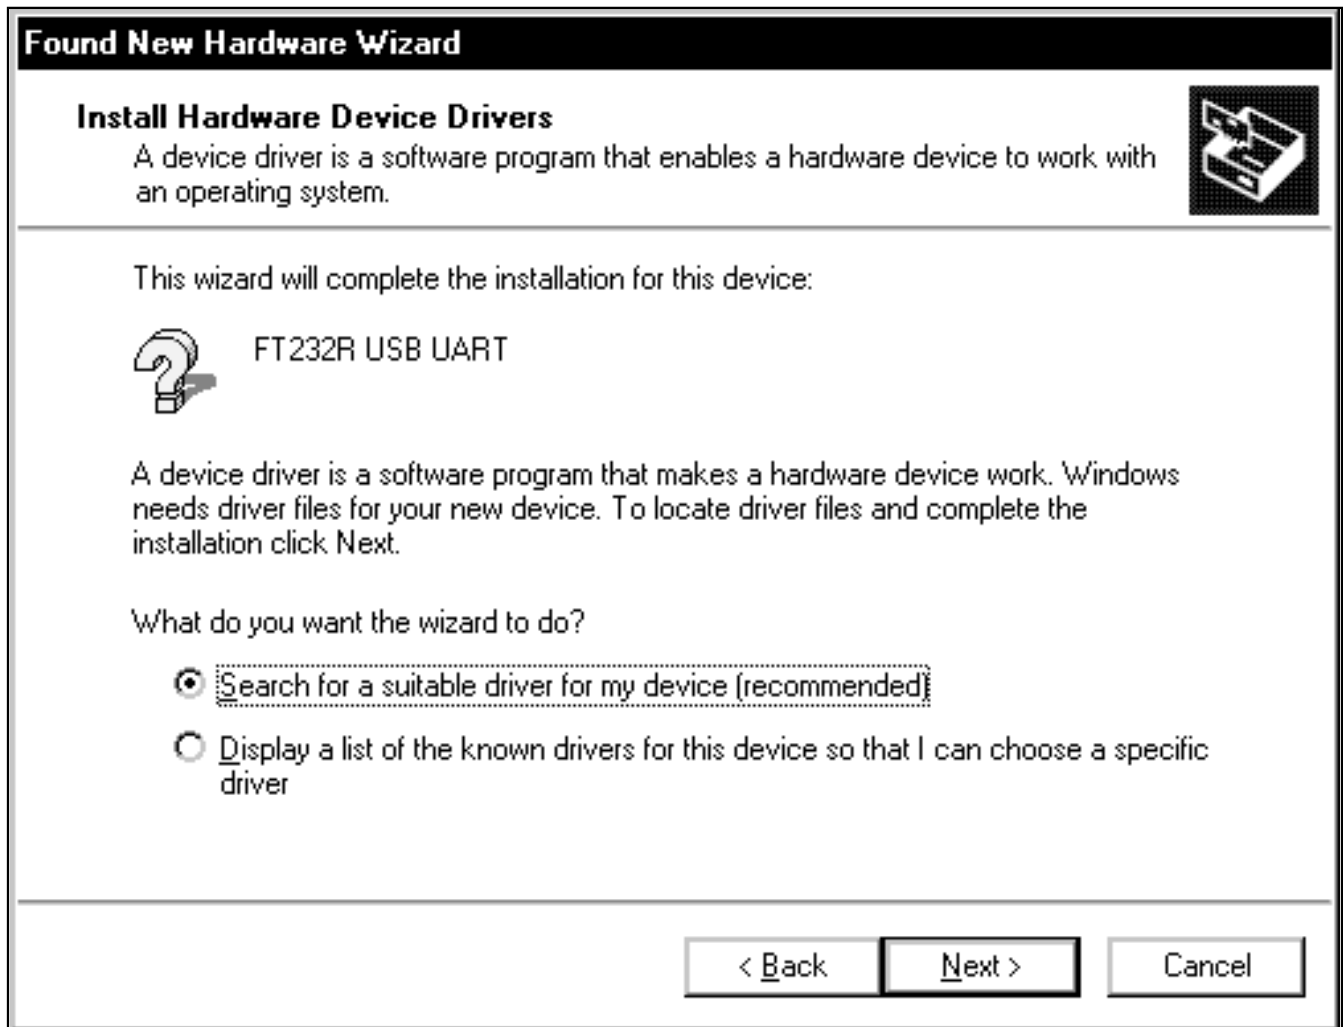 Found New Hardware Wizard
Install Hardware Device Drivers
A device driver is a software program that enables a hardware device to work with
an operating system.
This wizard will complete the installation for this device:
FT232R USB UART
A device driver is a software program that makes a hardware device work. Windows
needs driver files for your new device. To locate driver files and complete the
installation click Next.
What do you want the wizard to do?
Search for a suitable driver for my device (recommended)
Display a list of the known drivers for this device so that I can choose a specific
driver
< Back Next > Cancel